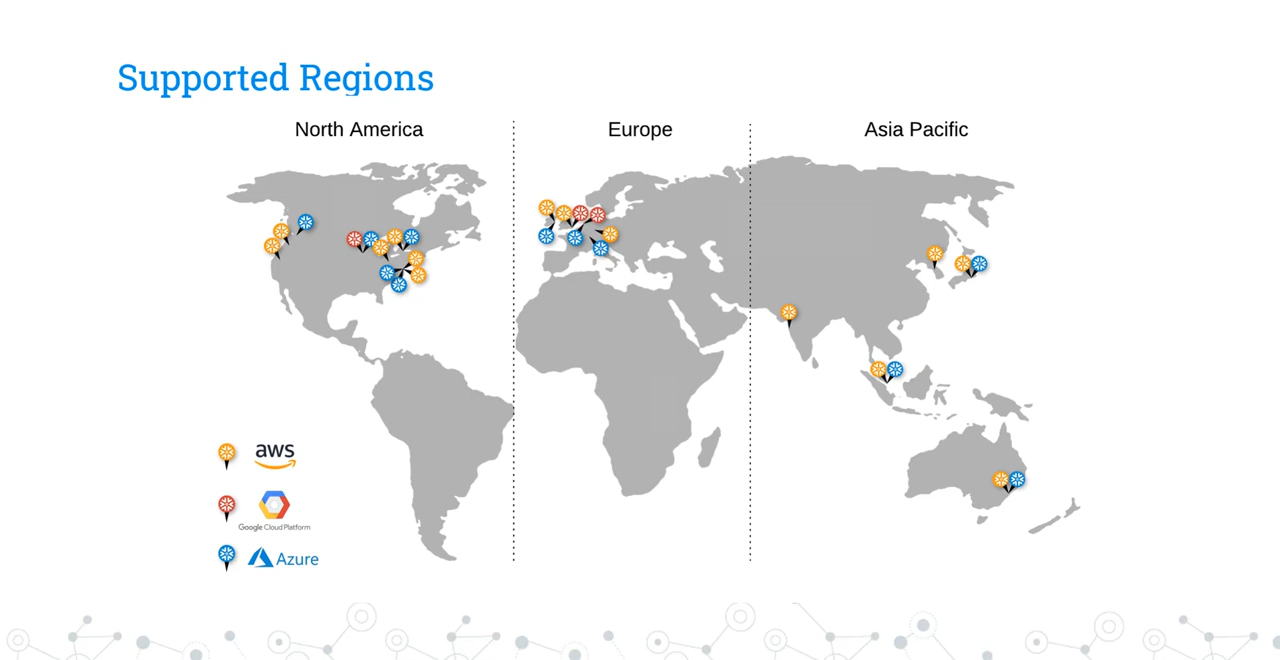 Supported Regions
North America
Europe
Asia Pacific
aws
Google Cloud Platform
Azure